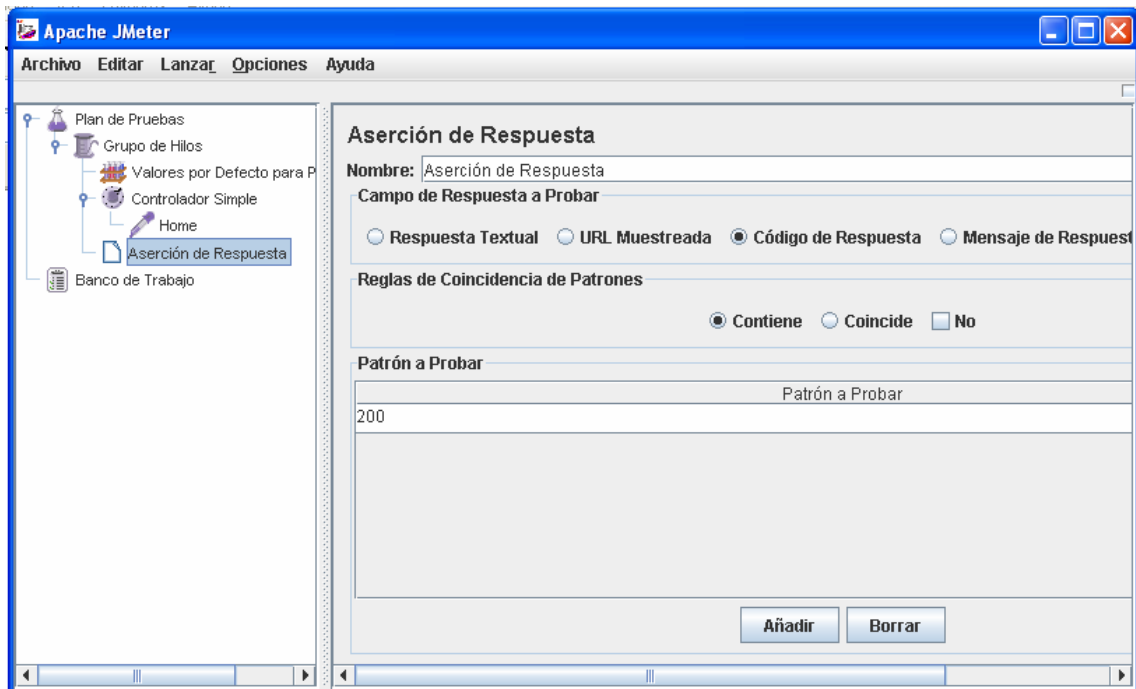 Apache JMeter
Archivo Editar Lanzar Opciones Ayuda
Plan de Pruebas
Grupo de Hilos
Valores por Defecto para P
Controlador Simple
Home
Aserción de Respuesta
Banco de Trabajo
Aserción de Respuesta
Nombre: Aserción de Respuesta
Campo de Respuesta a Probar
Respuesta Textual URL Muestreada Código de Respuesta Mensaje de Respuest
Reglas de Coincidencia de Patrones
Contiene Coincide No
Patrón a Probar
Patrón a Probar
200
Añadir Borrar